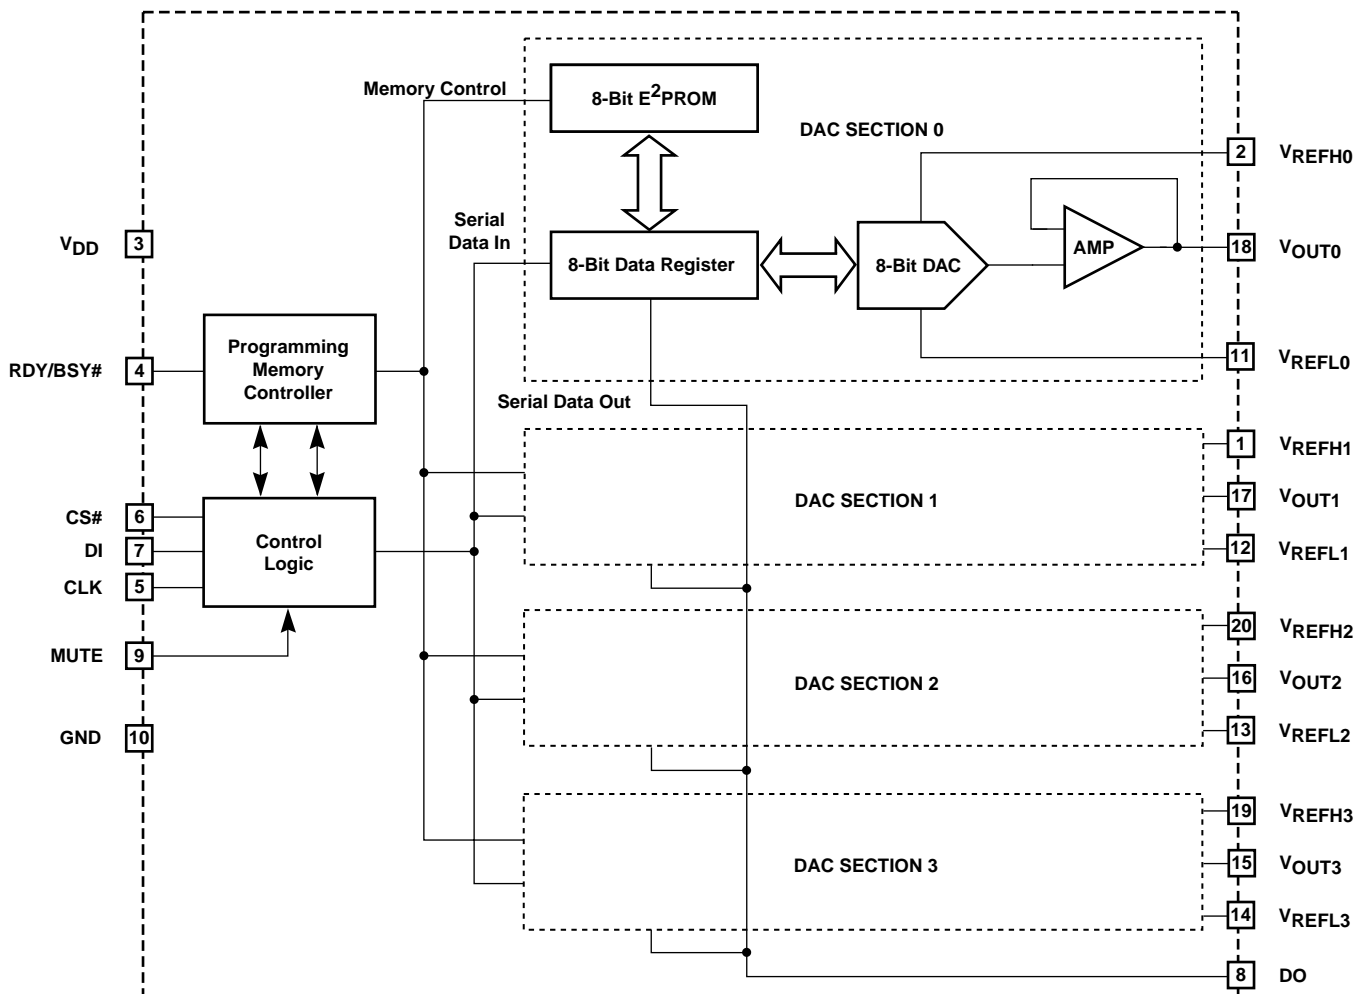 Memory Control
8-Bit E2PROM
DAC SECTION 0
2 VREFH0
Serial
Data In
VDD 3
8-Bit Data Register
8-Bit DAC
AMP
18 VOUT0
RDY/BSY# 4
Programming
Memory
Controller
11 VREFL0
Serial Data Out
1 VREFH1
DAC SECTION 1
17 VOUT1
12 VREFL1
CS# 6
DI 7
CLK 5
Control
Logic
MUTE 9
20 VREFH2
DAC SECTION 2
16 VOUT2
13 VREFL2
GND 10
19 VREFH3
DAC SECTION 3
15 VOUT3
14 VREFL3
8 DO